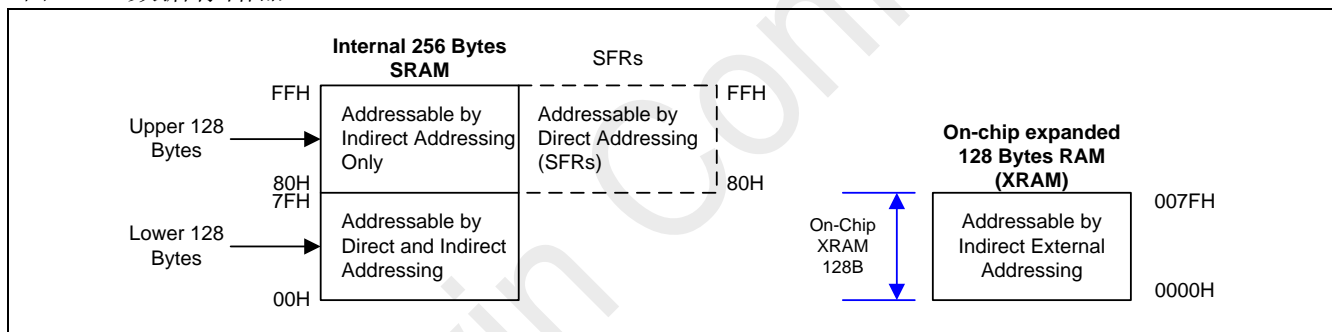 Internal 256 Bytes
SRAM
SFRs
FFH
FFH
Upper 128
Bytes
Addressable by
Indirect Addressing
Only
Addressable by
Direct Addressing
(SFRs)
80H
80H
7FH
Lower 128
Bytes
Addressable by
Direct and Indirect
Addressing
00H
On-chip expanded
128 Bytes RAM
(XRAM)
On-Chip
XRAM
128B
Addressable by
Indirect External
Addressing
007FH
0000H